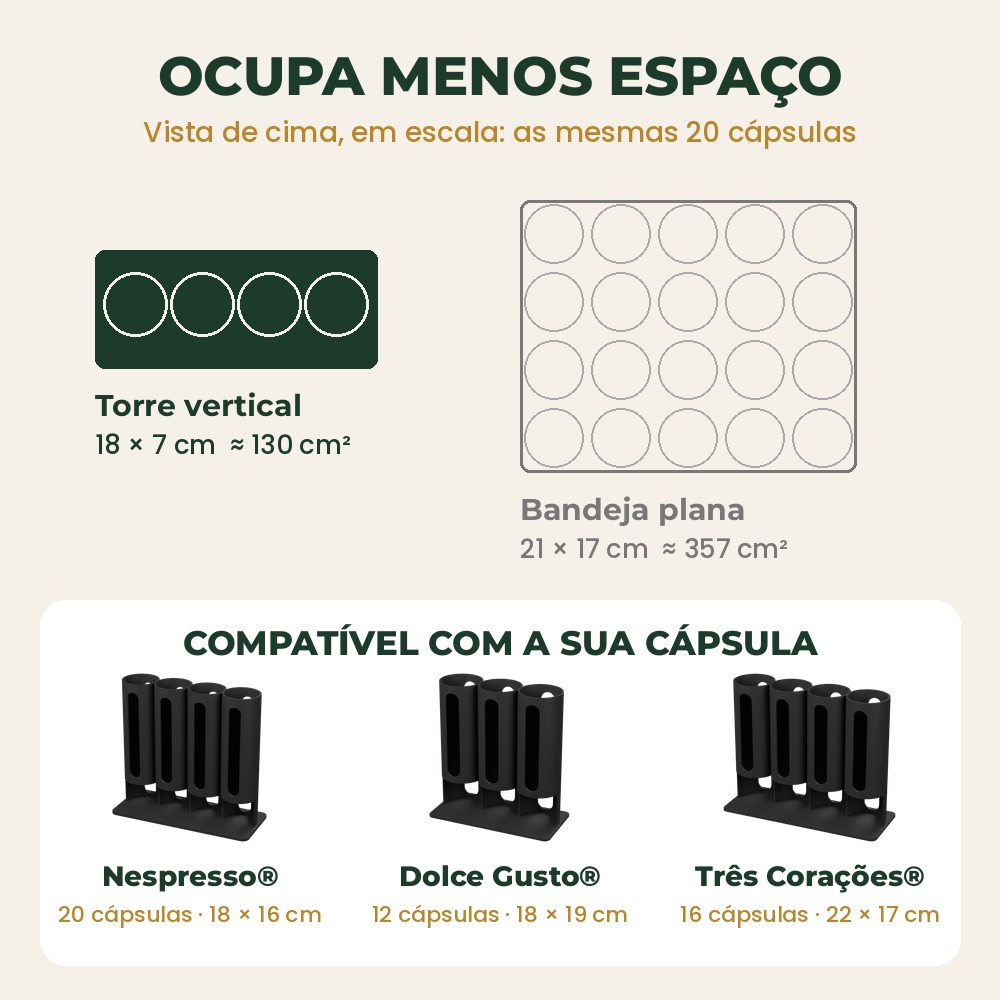 OCUPA MENOS ESPAÇO
Vista de cima, em escala: as mesmas 20 cápsulas
Torre vertical
18 × 7 cm ≈ 130 cm²
Bandeja plana
21 × 17 cm ≈ 357 cm²
COMPATÍVEL COM A SUA CÁPSULA
Nespresso®
20 cápsulas · 18 × 16 cm
Dolce Gusto®
12 cápsulas · 18 × 19 cm
Três Corações®
16 cápsulas · 22 × 17 cm